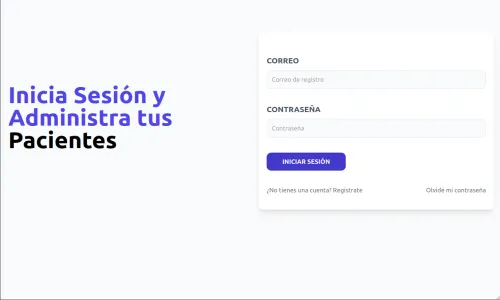 Inicia Sesión y
Administra tus
Pacientes
CORREO
Correo de registro
CONTRASEÑA
Contraseña
INICIAR SESIÓN
¿No tienes una cuenta? Registrate
Olvidé mi contraseña